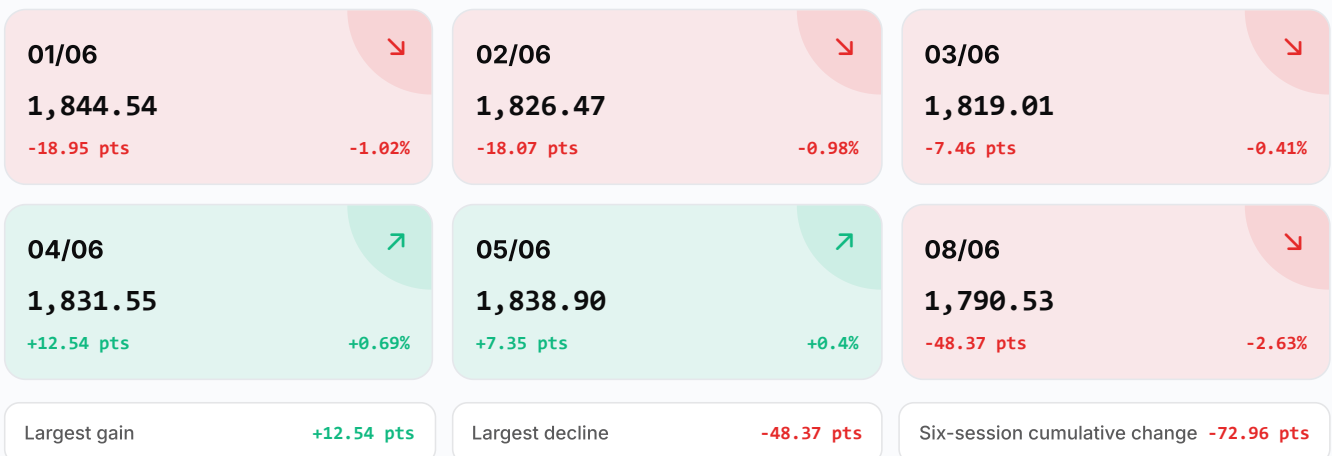 01/06
1,844.54
-18.95 pts -1.02%
02/06
1,826.47
-18.07 pts -0.98%
03/06
1,819.01
-7.46 pts -0.41%
04/06
1,831.55
+12.54 pts +0.69%
05/06
1,838.90
+7.35 pts +0.4%
08/06
1,790.53
-48.37 pts -2.63%
Largest gain +12.54 pts
Largest decline -48.37 pts
Six-session cumulative change -72.96 pts